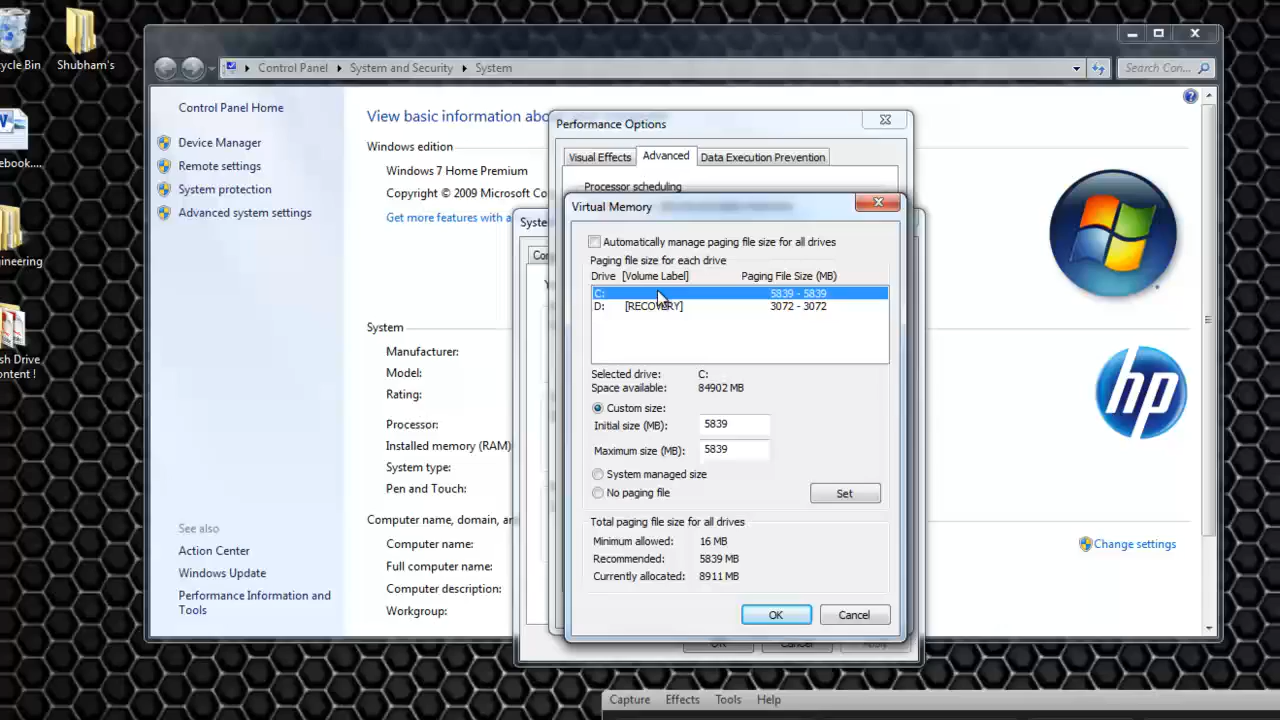 cycle Bin
Shubham's
ebook....
gineering
sh Drive
ontent !
Control Panel
System and Security
System
Search Con...
Control Panel Home
Device Manager
Remote settings
System protection
Advanced system settings
See also
Action Center
Windows Update
Performance Information and
Tools
View basic information abo
Windows edition
Windows 7 Home Premium
Copyright © 2009 Microsoft Co
Get more features with a
System
Manufacturer:
Model:
Rating:
Processor:
Installed memory (RAM)
System type:
Pen and Touch:
Computer name, domain, an
Computer name:
Full computer name:
Computer description:
Workgroup:
hp
Change settings
Syste
Co
OK
Cancel
Apply
Performance Options
Visual Effects
Advanced
Data Execution Prevention
Processor scheduling
Virtual Memory
Automatically manage paging file size for all drives
Paging file size for each drive
Drive [Volume Label] Paging File Size (MB)
C: 5839 - 5839
D: [RECOVERY] 3072 - 3072
Selected drive: C:
Space available: 84902 MB
Custom size:
Initial size (MB): 5839
Maximum size (MB): 5839
System managed size
No paging file
Set
Total paging file size for all drives
Minimum allowed: 16 MB
Recommended: 5839 MB
Currently allocated: 8911 MB
OK
Cancel
Capture Effects Tools Help